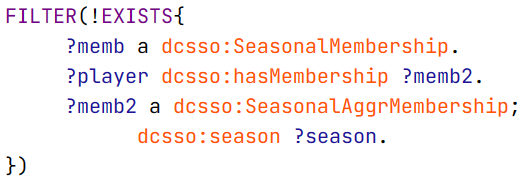 FILTER(!EXISTS{
?memb a dcsso:SeasonalMembership.
?player dcsso:hasMembership ?memb2.
?memb2 a dcsso:SeasonalAggrMembership;
dcsso:season ?season.
})